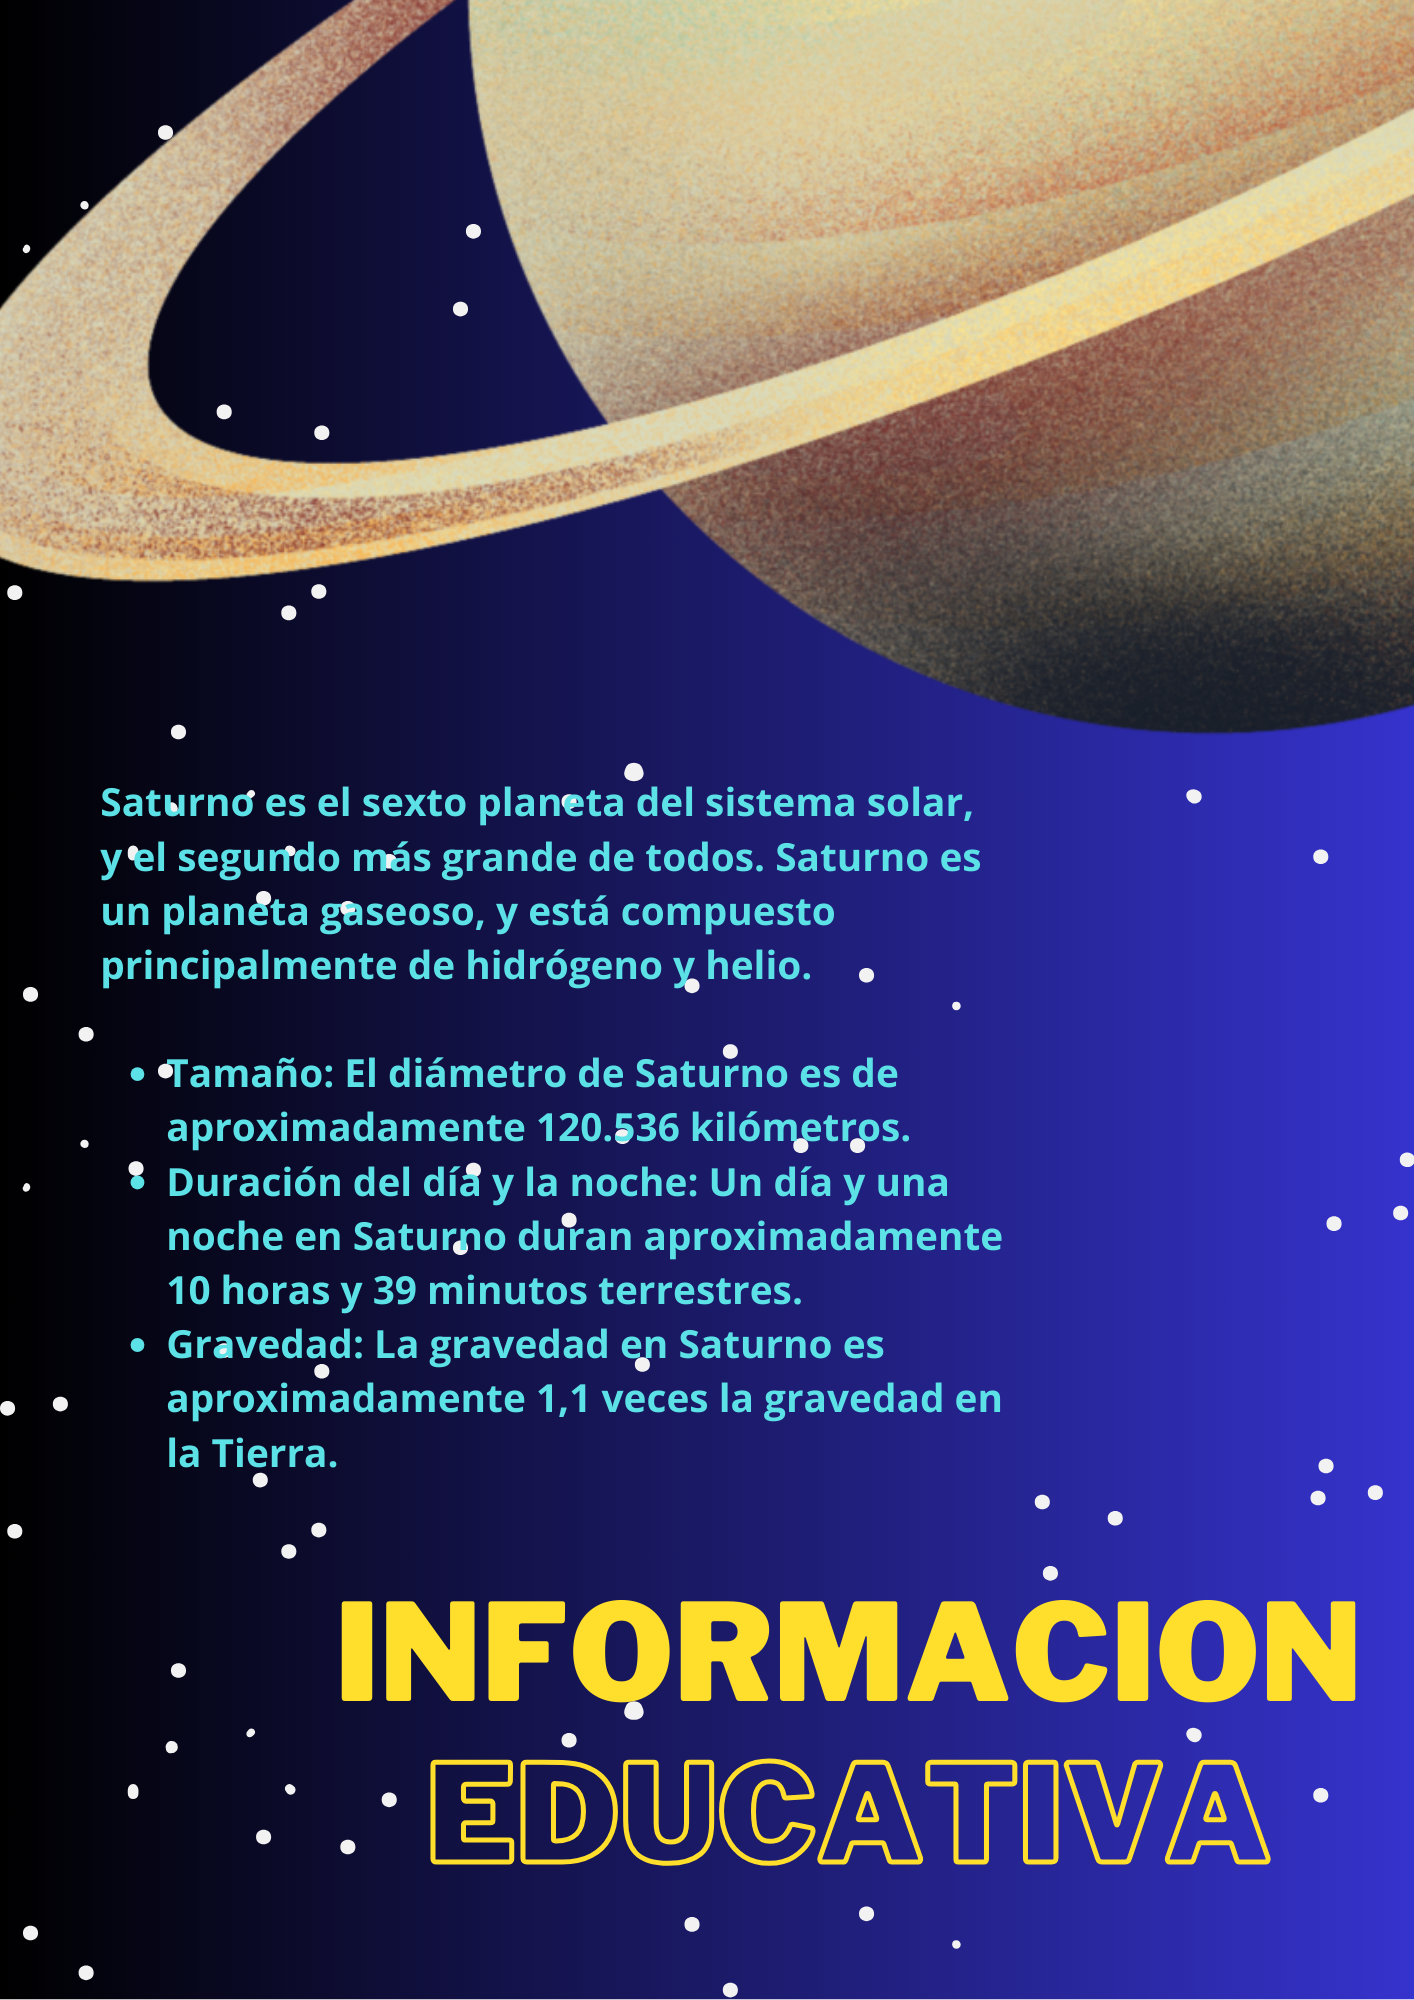 Saturno es el sexto planeta del sistema solar,
y el segundo más grande de todos. Saturno es
un planeta gaseoso, y está compuesto
principalmente de hidrógeno y helio.
• Tamaño: El diámetro de Saturno es de
aproximadamente 120.536 kilómetros.
• Duración del día y la noche: Un día y una
noche en Saturno duran aproximadamente
10 horas y 39 minutos terrestres.
• Gravedad: La gravedad en Saturno es
aproximadamente 1,1 veces la gravedad en
la Tierra.
INFORMACION
EDUCATIVA